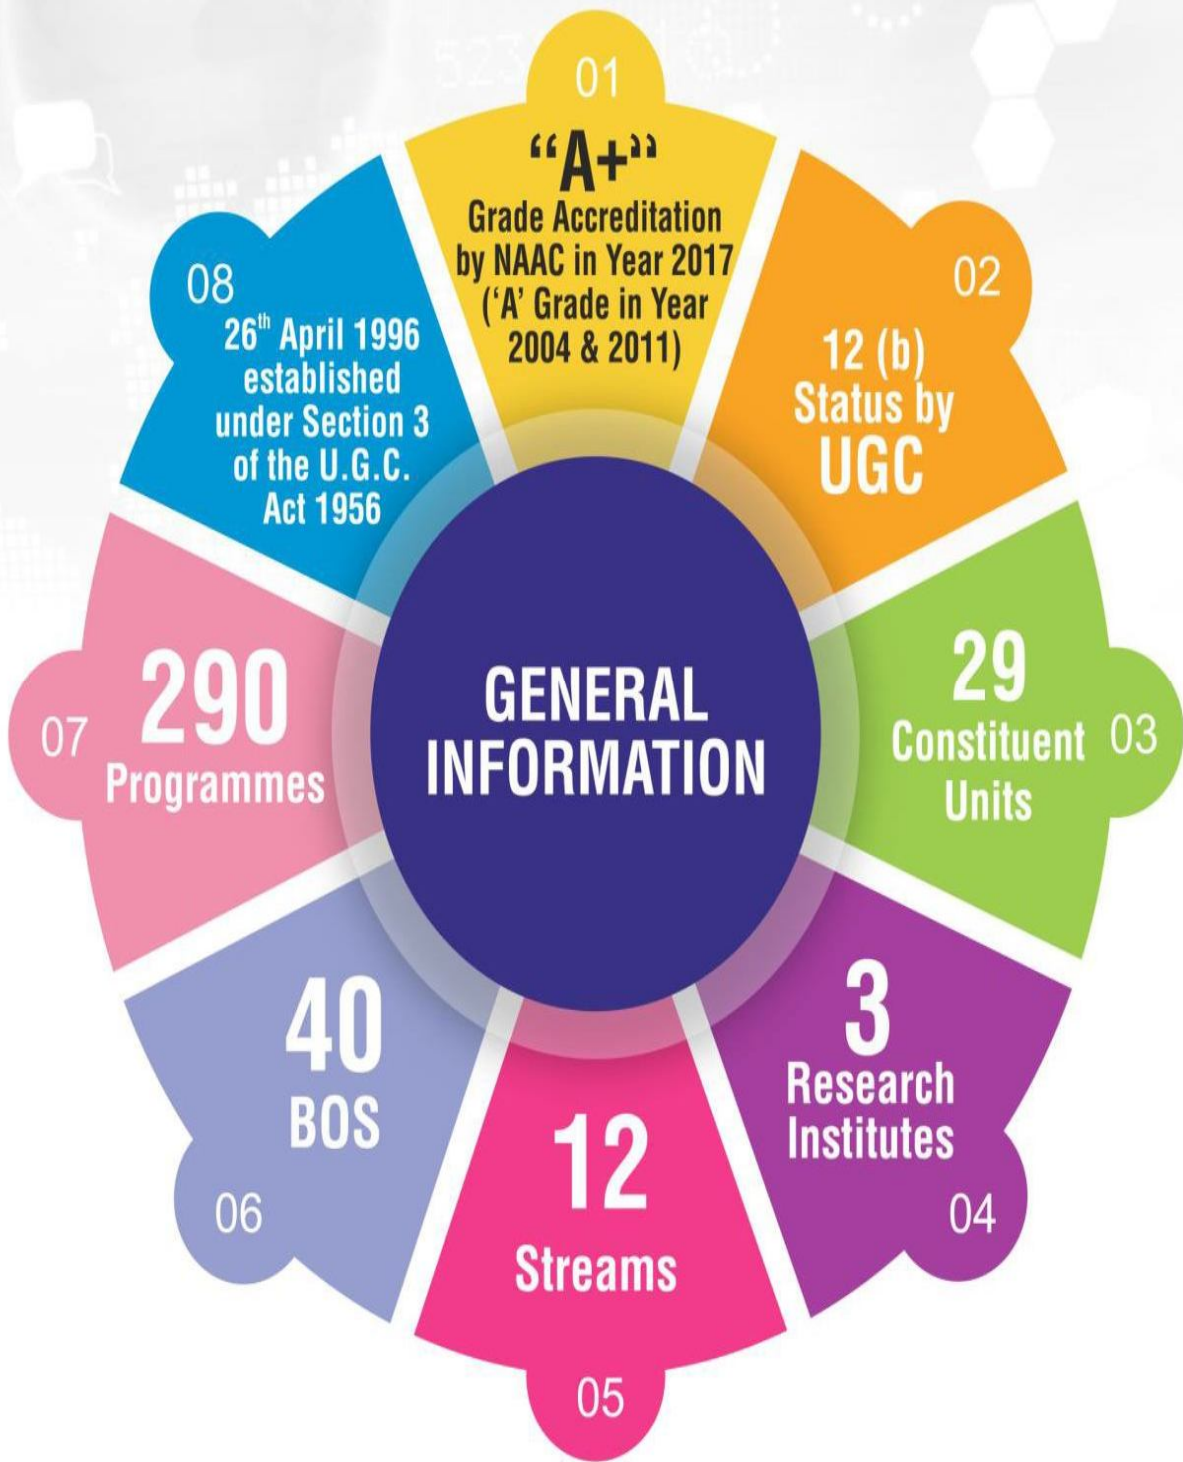 01
“A+”
Grade Accreditation
by NAAC in Year 2017
(‘A’ Grade in Year
2004 & 2011)
02
12 (b)
Status by
UGC
03
29
Constituent
Units
04
3
Research
Institutes
05
12
Streams
06
40
BOS
07
290
Programmes
08
26th April 1996
established
under Section 3
of the U.G.C.
Act 1956
GENERAL
INFORMATION